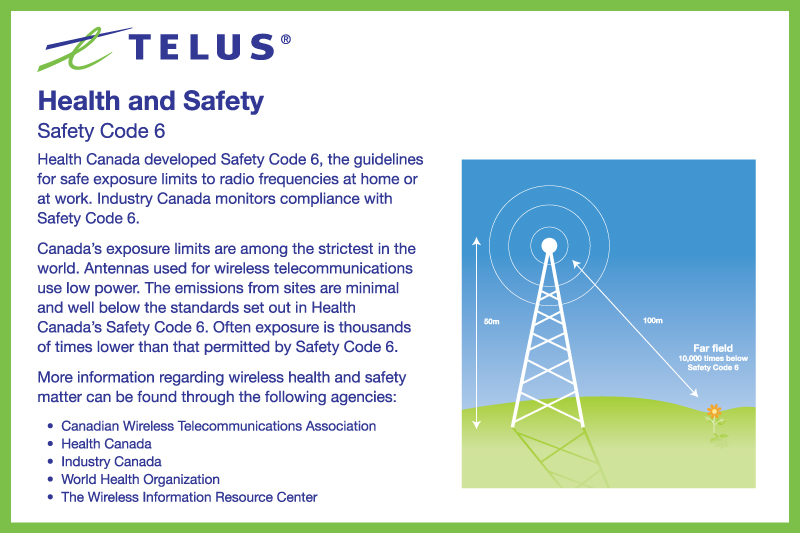 TELUS®
Health and Safety
Safety Code 6
Health Canada developed Safety Code 6, the guidelines
for safe exposure limits to radio frequencies at home or
at work. Industry Canada monitors compliance with
Safety Code 6.
Canada’s exposure limits are among the strictest in the
world. Antennas used for wireless telecommunications
use low power. The emissions from sites are minimal
and well below the standards set out in Health
Canada’s Safety Code 6. Often exposure is thousands
of times lower than that permitted by Safety Code 6.
More information regarding wireless health and safety
matter can be found through the following agencies:
• Canadian Wireless Telecommunications Association
• Health Canada
• Industry Canada
• World Health Organization
• The Wireless Information Resource Center
50m
100m
Far field
10,000 times below
Safety Code 6